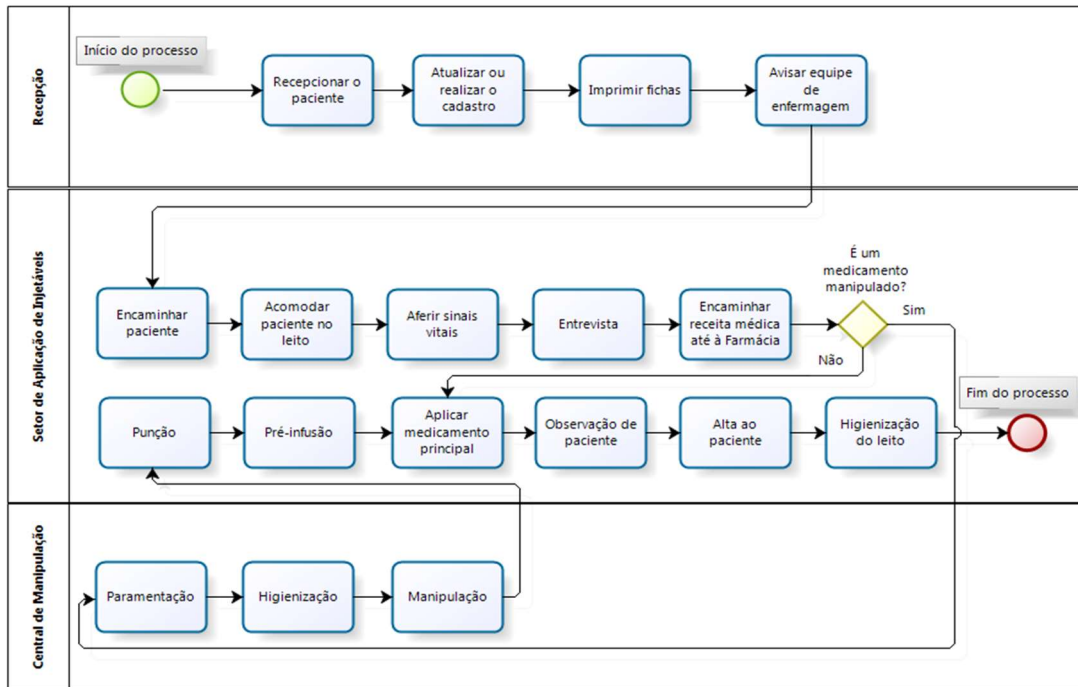 Recepção
Início do processo
Recepcionar o
paciente
Atualizar ou
realizar o
cadastro
Imprimir fichas
Avisar equipe
de
enfermagem
Setor de Aplicação de Injetáveis
Encaminhar
paciente
Acomodar
paciente no
leito
Aferir sinais
vitais
Entrevista
Encaminhar
receita médica
até à Farmácia
É um
medicamento
manipulado?
Sim
Não
Punção
Pré-infusão
Aplicar
medicamento
principal
Observação de
paciente
Alta ao
paciente
Higienização
do leito
Fim do processo
Central de Manipulação
Paramentação
Higienização
Manipulação